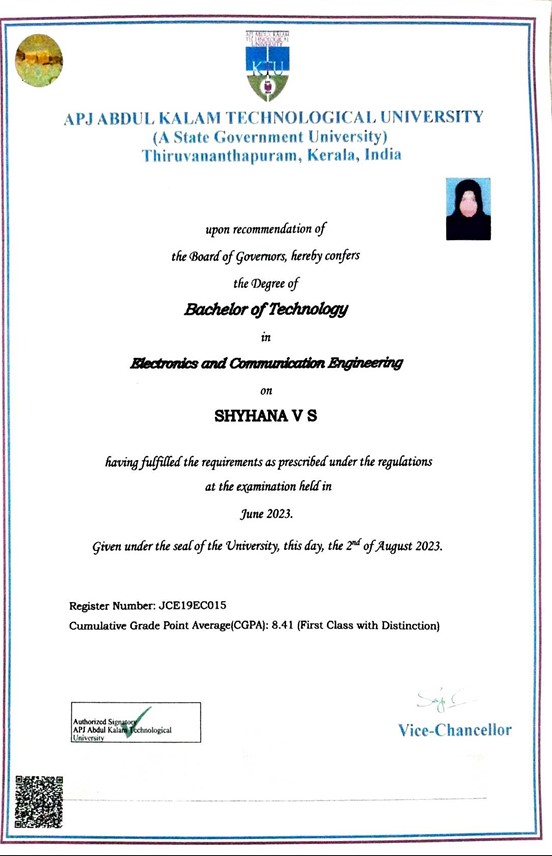 APJ ABDUL KALAM
TECHNOLOGICAL
UNIVERSITY
KTU
APJ ABDUL KALAM TECHNOLOGICAL UNIVERSITY
(A State Government University)
Thiruvananthapuram, Kerala, India
upon recommendation of
the Board of Governors, hereby confers
the Degree of
Bachelor of Technology
in
Electronics and Communication Engineering
on
SHYHANA V S
having fulfilled the requirements as prescribed under the regulations
at the examination held in
June 2023.
Given under the seal of the University, this day, the 2nd of August 2023.
Register Number: JCE19EC015
Cumulative Grade Point Average(CGPA): 8.41 (First Class with Distinction)
Authorized Signatory
APJ Abdul Kalam Technological
University
Vice-Chancellor